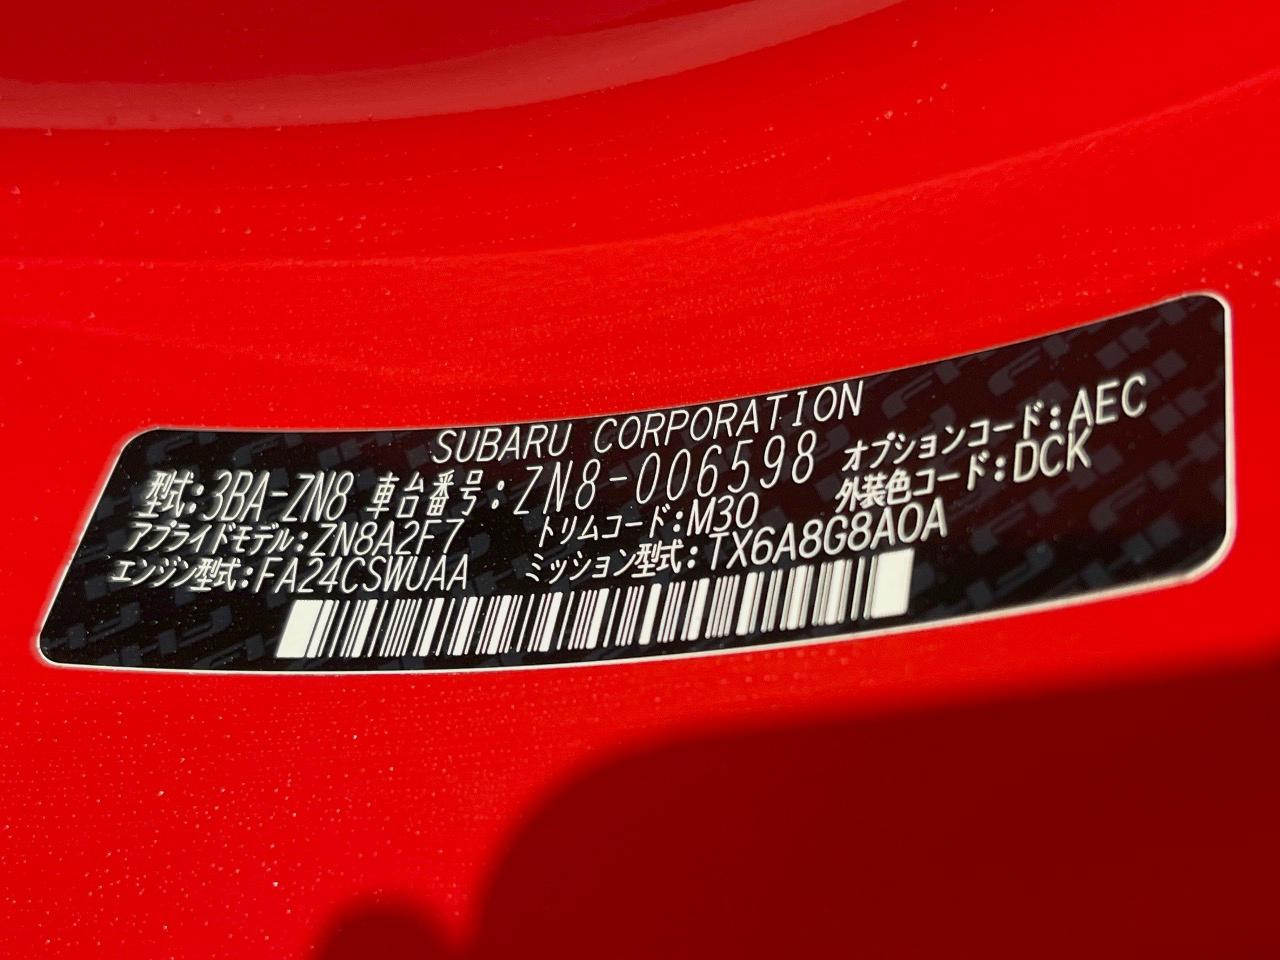 SUBARU CORPORATION
型式:3BA-ZN8 車台番号:ZN8-006598 オプションコード:AEC
アプライドモデル:ZN8A2F7 トリムコード:M30 外装色コード:DCK
エンジン型式:FA24CSWUAA ミッション型式:TX6A8G8A0A